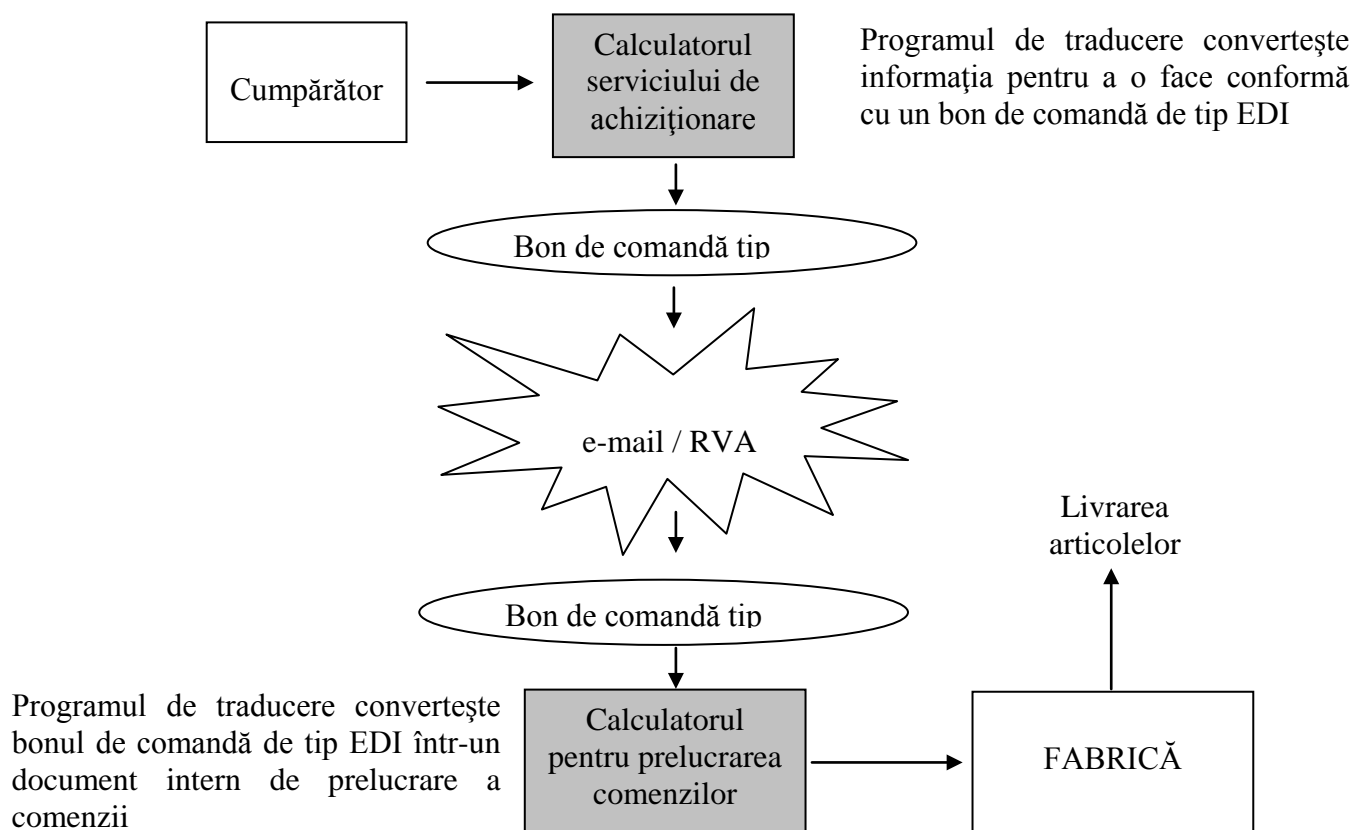 Cumpărător
Calculatorul
serviciului de
achiziţionare
Programul de traducere converteşte
informaţia pentru a o face conformă
cu un bon de comandă de tip EDI
Bon de comandă tip
e-mail / RVA
Bon de comandă tip
Livrarea
articolelor
Programul de traducere converteşte
bonul de comandă de tip EDI într-un
document intern de prelucrare a
comenzii
Calculatorul
pentru prelucrarea
comenzilor
FABRICĂ